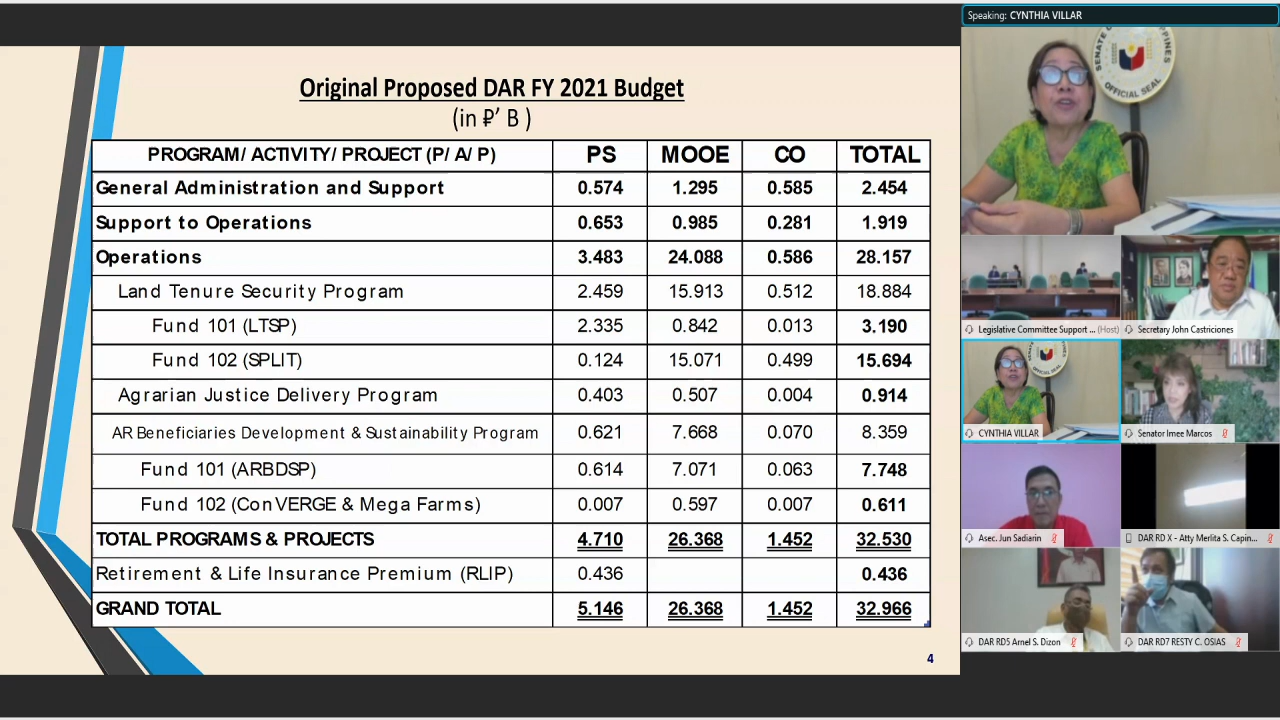 Speaking: CYNTHIA VILLAR
Original Proposed DAR FY 2021 Budget
(in ₱' B )
PROGRAM/ ACTIVITY/ PROJECT (P/ A/ P) PS MOOE CO TOTAL
General Administration and Support 0.574 1.295 0.585 2.454
Support to Operations 0.653 0.985 0.281 1.919
Operations 3.483 24.088 0.586 28.157
Land Tenure Security Program 2.459 15.913 0.512 18.884
Fund 101 (LTSP) 2.335 0.842 0.013 3.190
Fund 102 (SPLIT) 0.124 15.071 0.499 15.694
Agrarian Justice Delivery Program 0.403 0.507 0.004 0.914
AR Beneficiaries Development & Sustainability Program 0.621 7.668 0.070 8.359
Fund 101 (ARBDSP) 0.614 7.071 0.063 7.748
Fund 102 (ConVERGE & Mega Farms) 0.007 0.597 0.007 0.611
TOTAL PROGRAMS & PROJECTS 4.710 26.368 1.452 32.530
Retirement & Life Insurance Premium (RLIP) 0.436 0.436
GRAND TOTAL 5.146 26.368 1.452 32.966
4
SENATE
OFFICIAL SEAL
Legislative Committee Support ... (Host)
Secretary John Castriciones
CYNTHIA VILLAR
Senator Imee Marcos
Asec. Jun Sadiarin
DAR RD X - Atty Merlita S. Capin...
DAR RD5 Arnel S. Dizon
DAR RD7 RESTY C. OSIAS